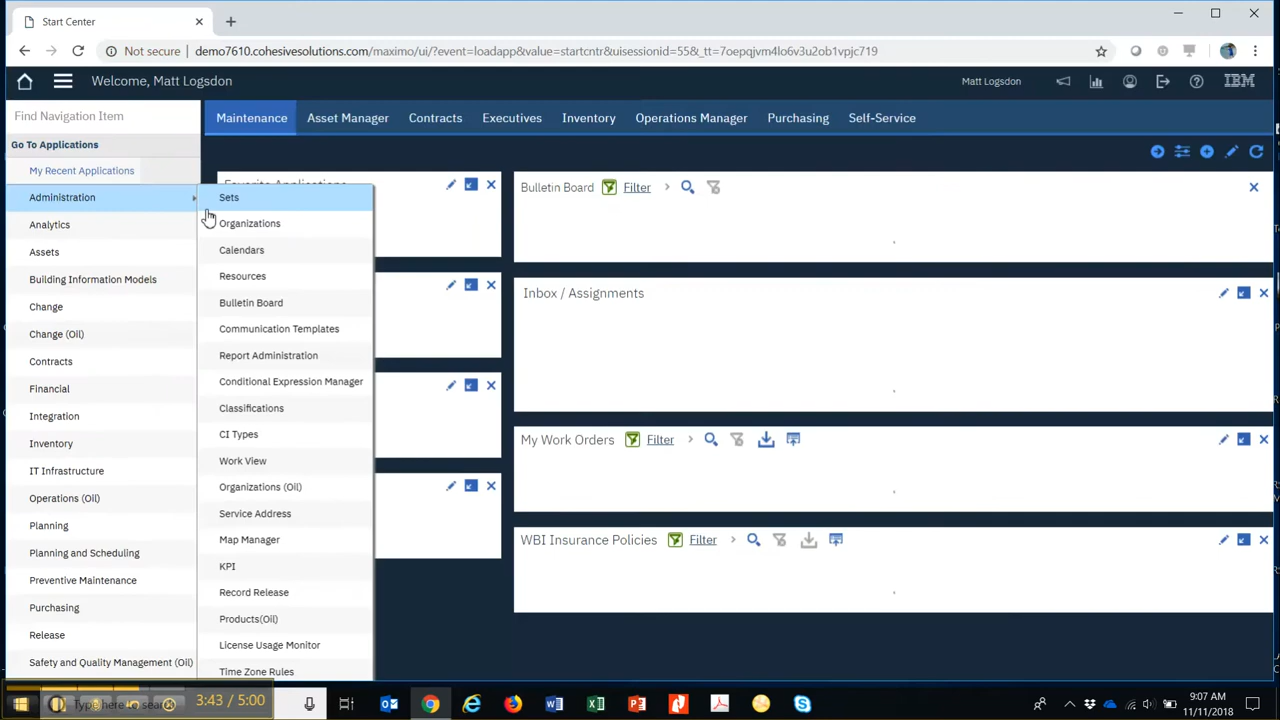 Start Center
Not secure | demo7610.cohesivesolutions.com/maximo/ui/?event=loadapp&value=startcntr&uisessionid=55&_tt=7oepqjvm4lo6v3u2ob1vpjc719
Welcome, Matt Logsdon
Matt Logsdon
IBM
Find Navigation Item
Maintenance Asset Manager Contracts Executives Inventory Operations Manager Purchasing Self-Service
Go To Applications
My Recent Applications
Administration
Analytics
Assets
Building Information Models
Change
Change (Oil)
Contracts
Financial
Integration
Inventory
IT Infrastructure
Operations (Oil)
Planning
Planning and Scheduling
Preventive Maintenance
Purchasing
Release
Safety and Quality Management (Oil)
Favorite Applications
Sets
Organizations
Calendars
Resources
Bulletin Board
Communication Templates
Report Administration
Conditional Expression Manager
Classifications
CI Types
Work View
Organizations (Oil)
Service Address
Map Manager
KPI
Record Release
Products(Oil)
License Usage Monitor
Time Zone Rules
Bulletin Board Filter
Inbox / Assignments
My Work Orders Filter
WBI Insurance Policies Filter
Type here to search
3:43 / 5:00
9:07 AM
11/11/2018